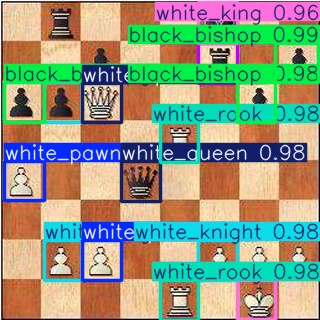 white_king 0.96
black_bishop 0.99
black_b
white
black_bishop 0.98
white_rook 0.98
white_pawn
white_queen 0.98
whit
white
white_knight 0.98
white_rook 0.98